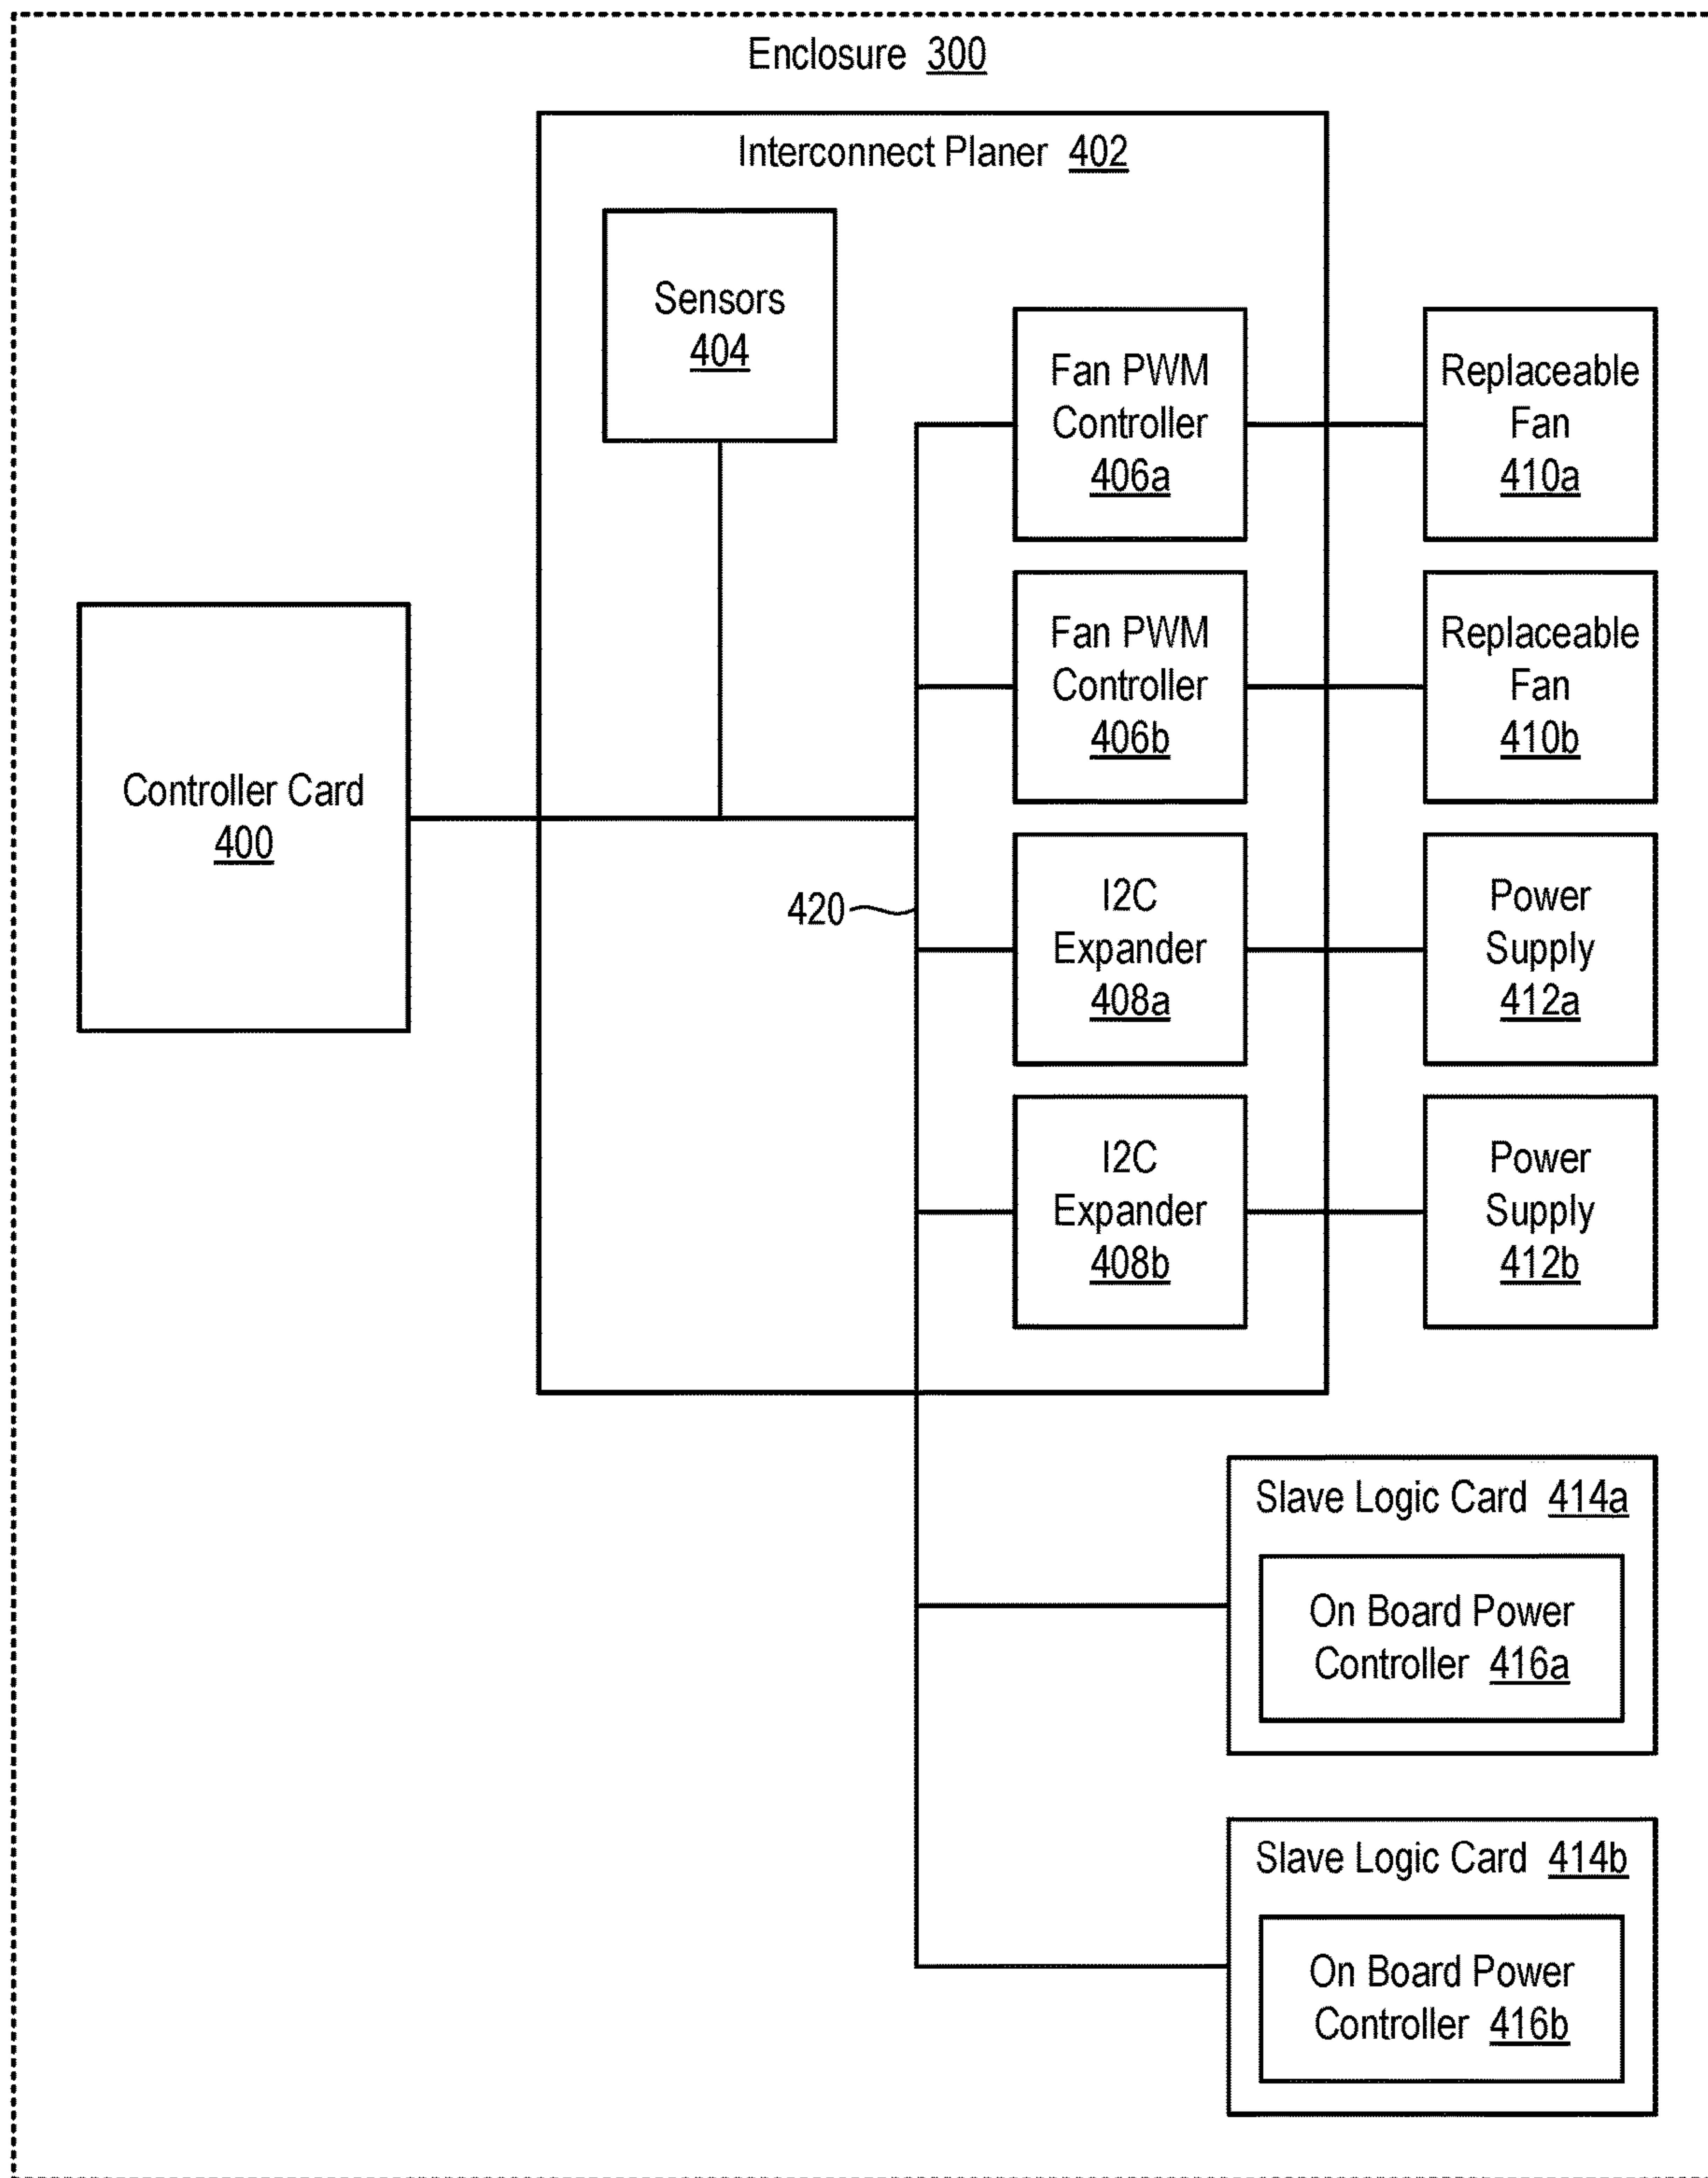 Enclosure 300
Interconnect Planer 402
Sensors
404
Fan PWM
Controller
406a
Replaceable
Fan
410a
Fan PWM
Controller
406b
Replaceable
Fan
410b
Controller Card
400
420
I2C
Expander
408a
Power
Supply
412a
I2C
Expander
408b
Power
Supply
412b
Slave Logic Card 414a
On Board Power
Controller 416a
Slave Logic Card 414b
On Board Power
Controller 416b